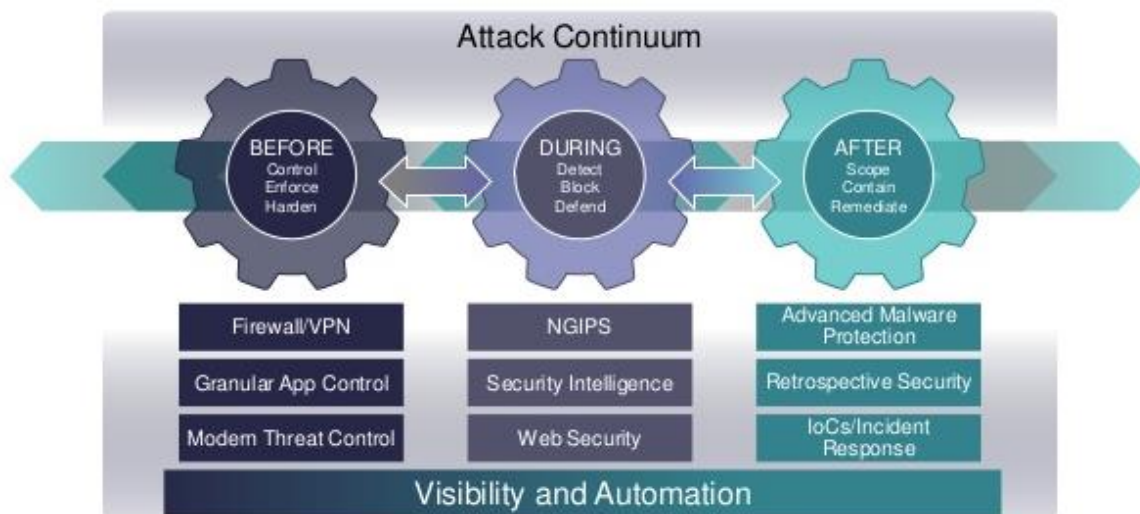 Attack Continuum
BEFORE
Control
Enforce
Harden
DURING
Detect
Block
Defend
AFTER
Scope
Contain
Remediate
Firewall/VPN
Granular App Control
Modern Threat Control
NGIPS
Security Intelligence
Web Security
Advanced Malware
Protection
Retrospective Security
IoCs/Incident
Response
Visibility and Automation